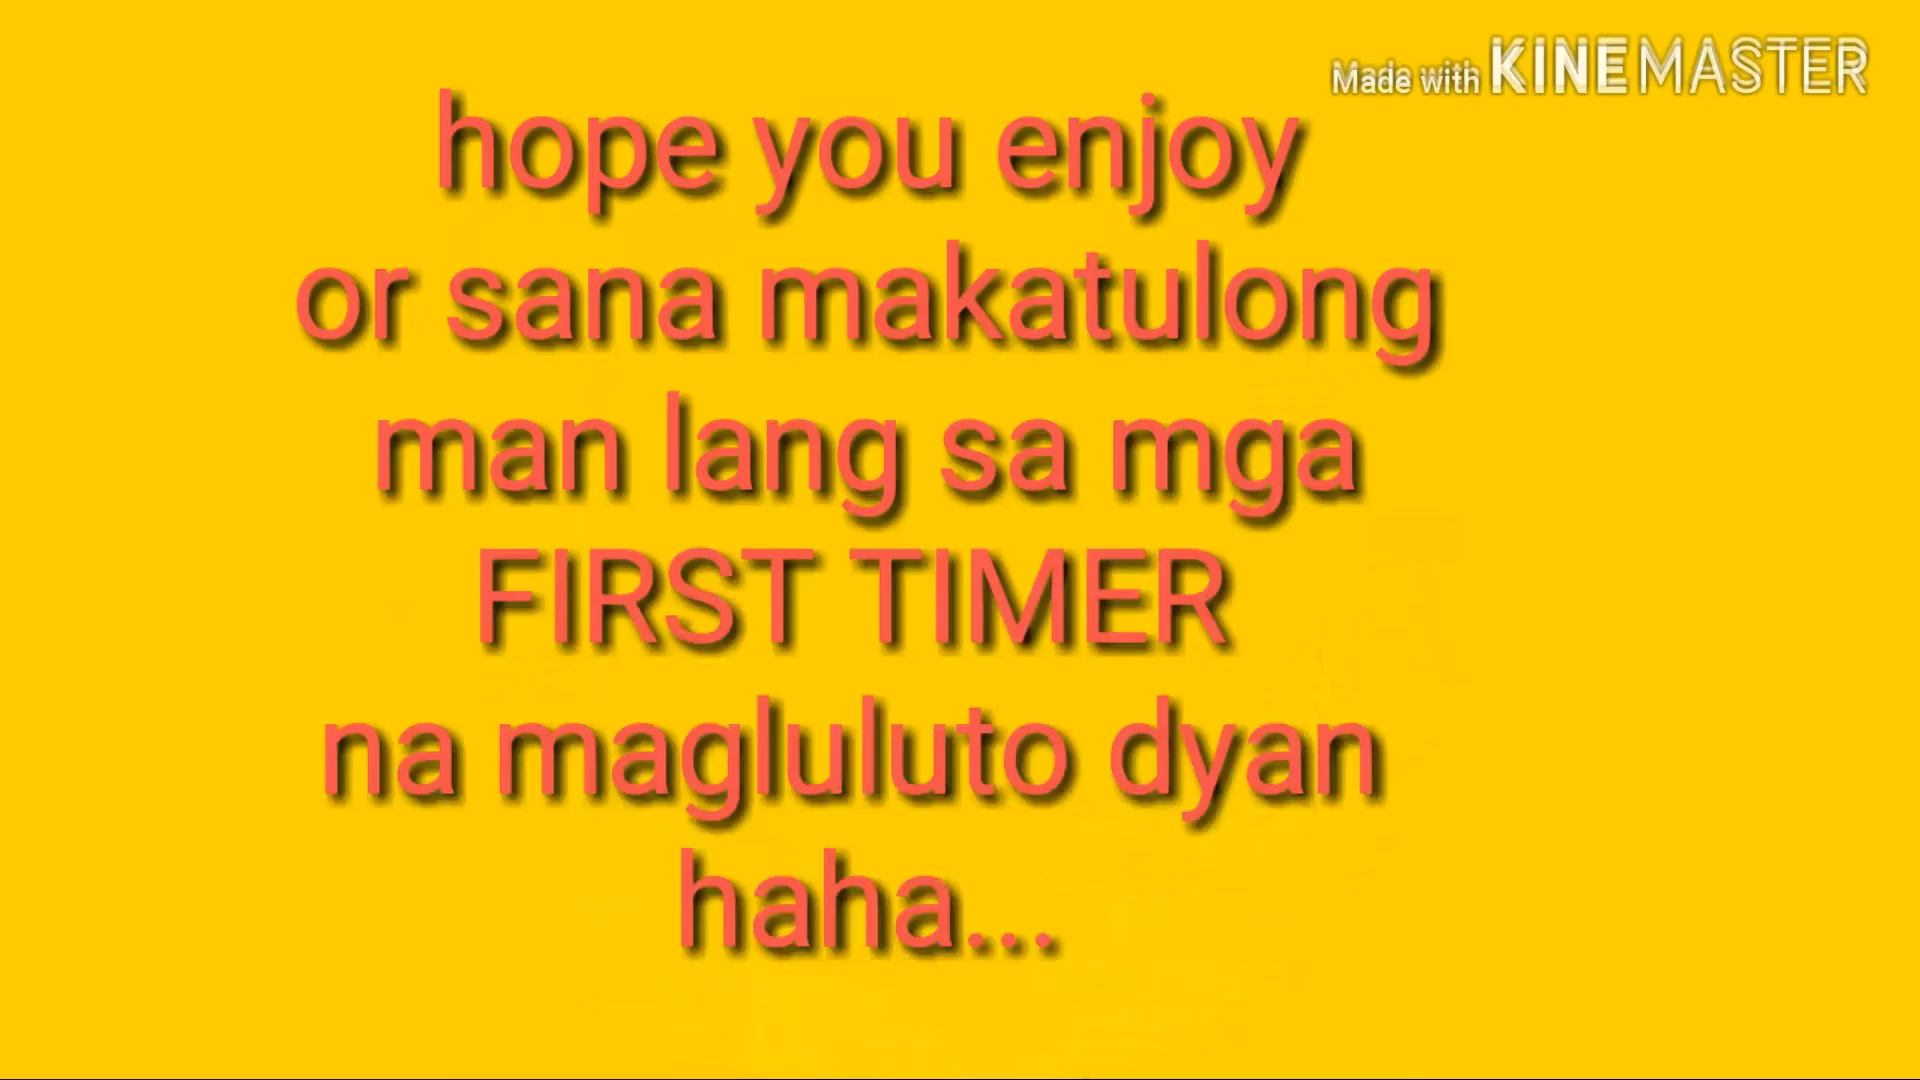 Made with KINEMASTER
hope you enjoy
or sana makatulong
man lang sa mga
FIRST TIMER
na magluluto dyan
haha...